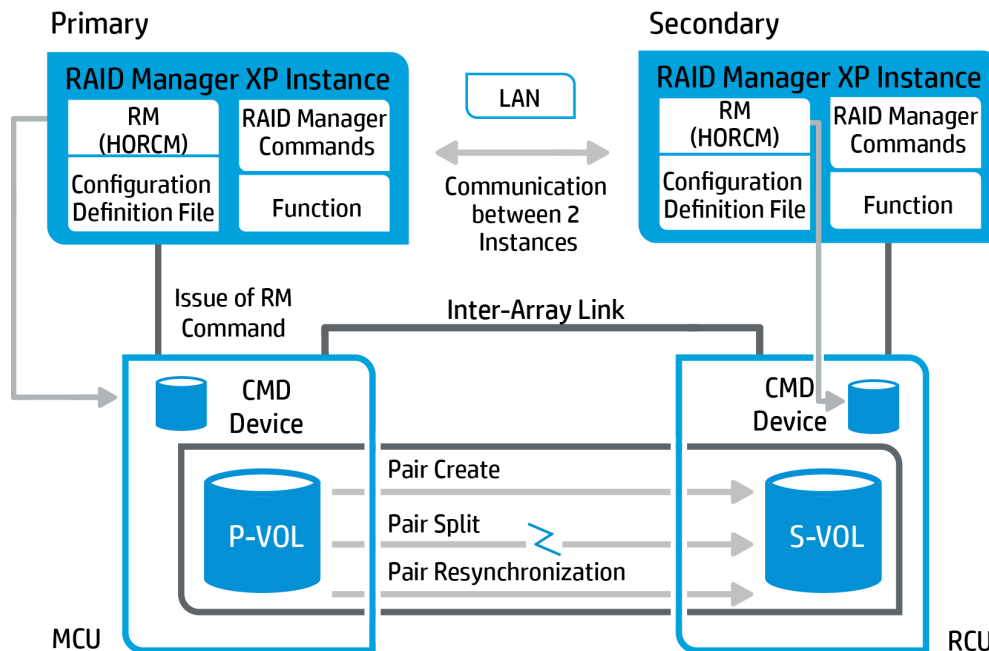 Primary
Secondary
RAID Manager XP Instance
RM
(HORCM)
Configuration
Definition File
RAID Manager
Commands
Function
LAN
Communication
between 2
Instances
RAID Manager XP Instance
RM
(HORCM)
Configuration
Definition File
RAID Manager
Commands
Function
Issue of RM
Command
Inter-Array Link
CMD
Device
CMD
Device
P-VOL
Pair Create
Pair Split
Pair Resynchronization
S-VOL
MCU
RCU